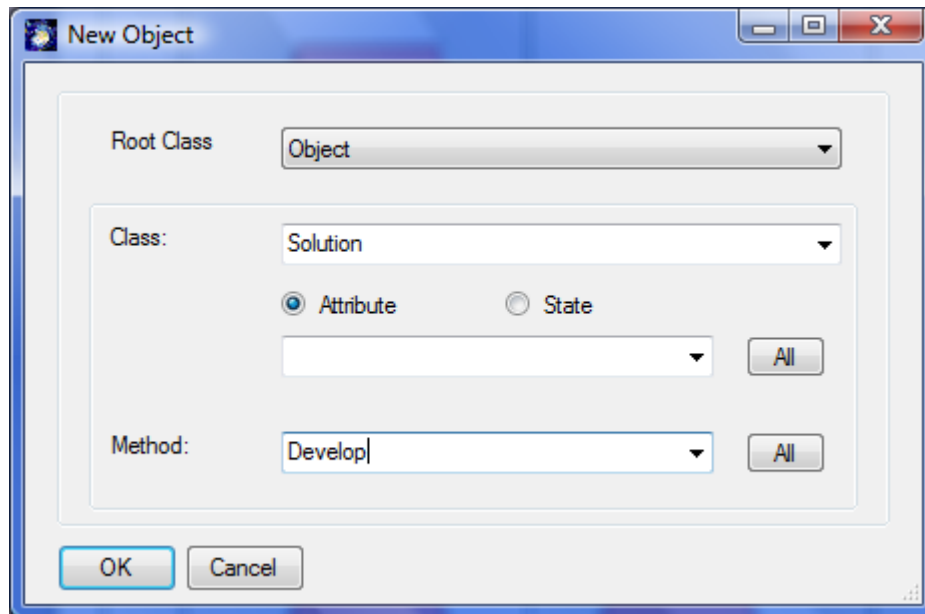 New Object
Root Class Object
Class: Solution
Attribute State
All
Method: Develop All
OK Cancel